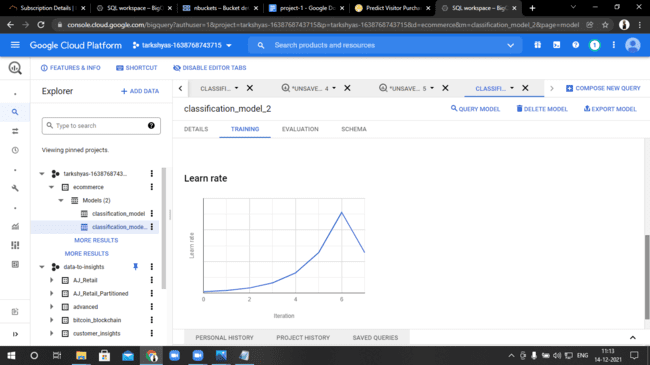 Subscription Details |
SQL workspace – Big
nbuckets – Bucket de
project-1 - Google Do
Predict Visitor Purcha
SQL workspace – Big
console.cloud.google.com/bigquery?authuser=1&project=tarkshyas-1638768743715&p=tarkshyas-1638768743715&d=ecommerce&m=classification_model_2&page=model
Google Cloud Platform
tarkshyas-1638768743715
Search products and resources
1
FEATURES & INFO
SHORTCUT
DISABLE EDITOR TABS
Explorer
+ ADD DATA
Type to search
Viewing pinned projects.
tarkshyas-163876843...
ecommerce
Models (2)
classification_model
classification_mode...
MORE RESULTS
MORE RESULTS
data-to-insights
AJ_Retail
AJ_Retail_Partitioned
advanced
bitcoin_blockchain
customer_insights
CLASSIFI...
*UNSAVE... 4
*UNSAVE... 5
CLASSIFI...
COMPOSE NEW QUERY
classification_model_2
QUERY MODEL
DELETE MODEL
EXPORT MODEL
DETAILS
TRAINING
EVALUATION
SCHEMA
Learn rate
Learn rate
0
2
4
6
Iteration
PERSONAL HISTORY
PROJECT HISTORY
SAVED QUERIES
ENG
11:13
14-12-2021